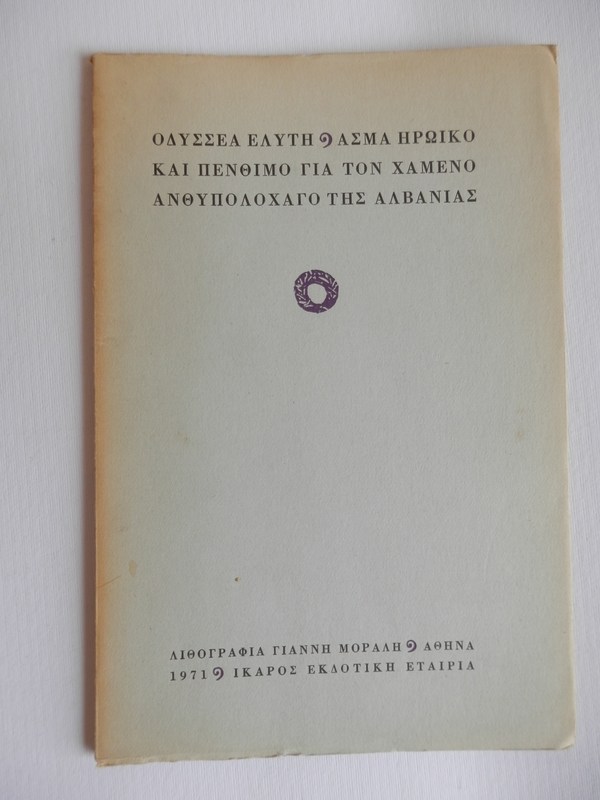 ΟΔΥΣΣΕΑ ΕΛΥΤΗ ΑΣΜΑ ΗΡΩΙΚΟ
ΚΑΙ ΠΕΝΘΙΜΟ ΓΙΑ ΤΟΝ ΧΑΜΕΝΟ
ΑΝΘΥΠΟΛΟΧΑΓΟ ΤΗΣ ΑΛΒΑΝΙΑΣ
ΛΙΘΟΓΡΑΦΙΑ ΓΙΑΝΝΗ ΜΟΡΑΛΗ ΑΘΗΝΑ
1971 ΙΚΑΡΟΣ ΕΚΔΟΤΙΚΗ ΕΤΑΙΡΙΑ